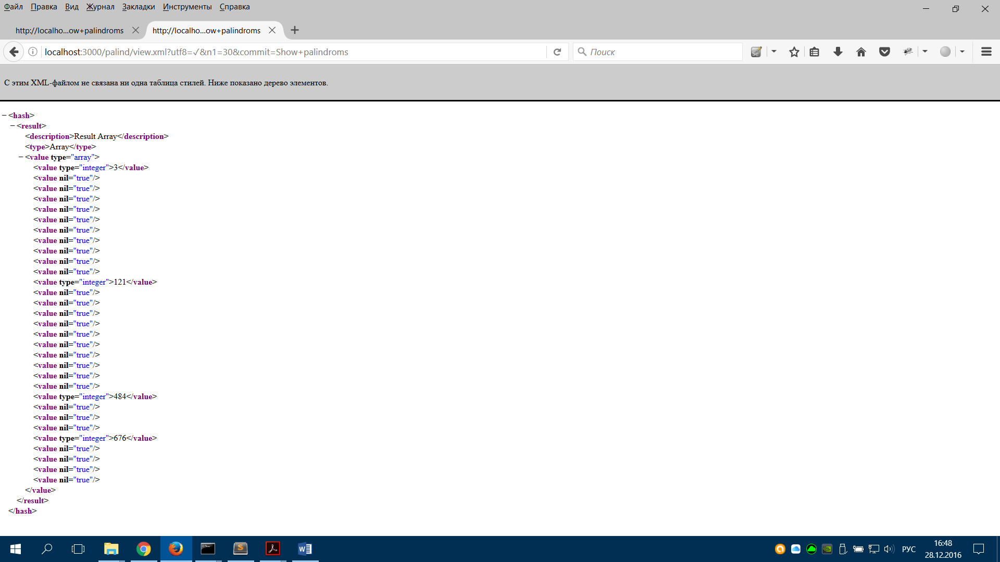 Файл Правка Вид Журнал Закладки Инструменты Справка
http://localho...ow+palindroms
http://localho...ow+palindroms
localhost:3000/palind/view.xml?utf8=✓&n1=30&commit=Show+palindroms
Поиск
С этим XML-файлом не связана ни одна таблица стилей. Ниже показано дерево элементов.
−<hash>
−<result>
<description>Result Array</description>
<type>Array</type>
−<value type="array">
<value type="integer">3</value>
<value nil="true"/>
<value nil="true"/>
<value nil="true"/>
<value nil="true"/>
<value nil="true"/>
<value nil="true"/>
<value nil="true"/>
<value nil="true"/>
<value nil="true"/>
<value nil="true"/>
<value type="integer">121</value>
<value nil="true"/>
<value nil="true"/>
<value nil="true"/>
<value nil="true"/>
<value nil="true"/>
<value nil="true"/>
<value nil="true"/>
<value nil="true"/>
<value nil="true"/>
<value nil="true"/>
<value type="integer">484</value>
<value nil="true"/>
<value nil="true"/>
<value nil="true"/>
<value type="integer">676</value>
<value nil="true"/>
<value nil="true"/>
<value nil="true"/>
<value nil="true"/>
</value>
</result>
</hash>
РУС
16:48
28.12.2016